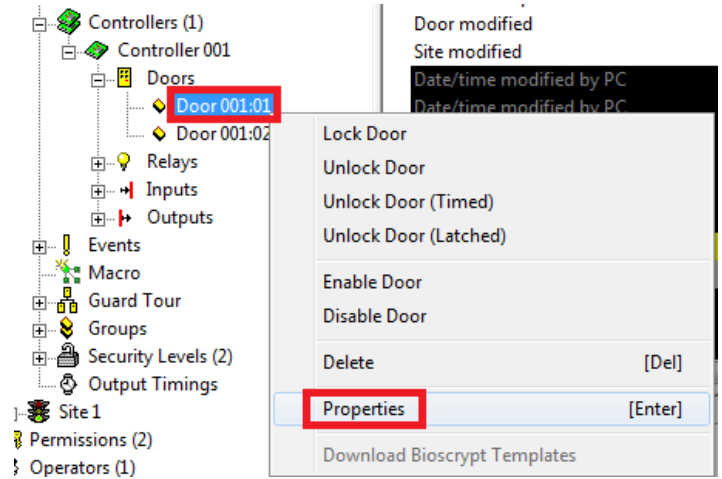 Controllers (1)
Controller 001
Doors
Door 001:01
Door 001:02
Relays
Inputs
Outputs
Events
Macro
Guard Tour
Groups
Security Levels (2)
Output Timings
Site 1
Permissions (2)
Operators (1)
Door modified
Site modified
Date/time modified by PC
Date/time modified by PC
Lock Door
Unlock Door
Unlock Door (Timed)
Unlock Door (Latched)
Enable Door
Disable Door
Delete [Del]
Properties [Enter]
Download Bioscrypt Templates